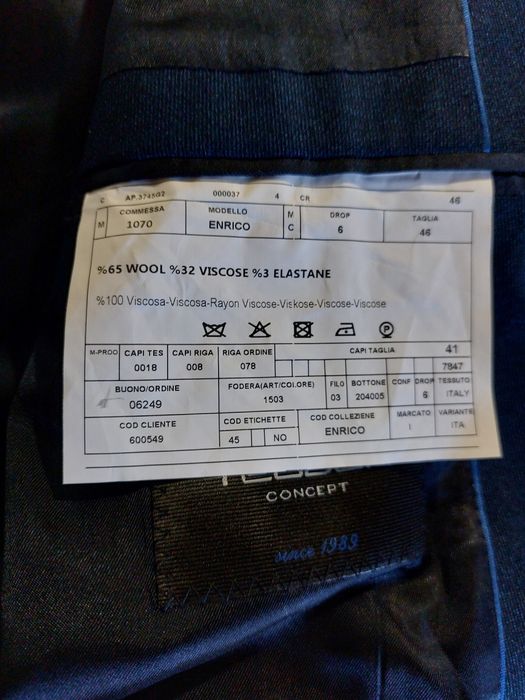 C AP.3745G2 000037 4 CR 46
COMMESSA MODELLO M DROP TAGLIA
M 1070 ENRICO C 6 46
%65 WOOL %32 VISCOSE %3 ELASTANE
%100 Viscosa-Viscosa-Rayon Viscose-Viskose-Viscose-Viscose
P
M-PROD CAPI TES CAPI RIGA RIGA ORDINE CAPI TAGLIA 41
0018 008 078 7847
BUONO/ORDINE FODERA(ART/COLORE) FILO BOTTONE CONF DROP TESSUTO
06249 1503 03 204005 6 ITALY
COD CLIENTE COD ETICHETTE COD COLLEZIENE MARCATO VARIANTE
600549 45 NO ENRICO I ITA
CONCEPT
since 1989